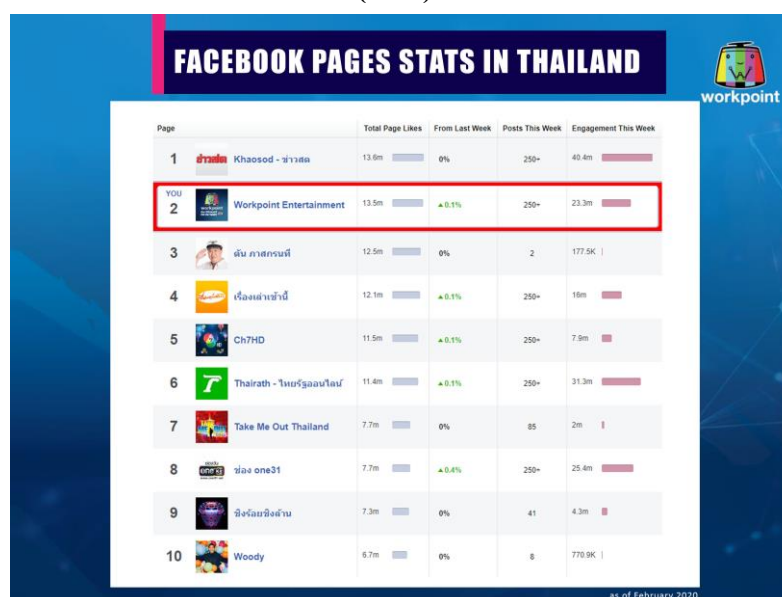 FACEBOOK PAGES STATS IN THAILAND
workpoint
Page Total Page Likes From Last Week Posts This Week Engagement This Week
1 ข่าวสด Khaosod - ข่าวสด 13.6m 0% 250+ 40.4m
YOU
2 Workpoint Entertainment 13.5m ▲0.1% 250+ 23.3m
3 ตัน ภาสกรนที 12.5m 0% 2 177.5K
4 เรื่องเล่าเช้านี้ 12.1m ▲0.1% 250+ 16m
5 Ch7HD 11.5m ▲0.1% 250+ 7.9m
6 Thairath - ไทยรัฐออนไลน์ 11.4m ▲0.1% 250+ 31.3m
7 Take Me Out Thailand 7.7m 0% 85 2m
8 one31 ช่อง one31 7.7m ▲0.4% 250+ 25.4m
9 ชิงร้อยชิงล้าน 7.3m 0% 41 4.3m
10 Woody 6.7m 0% 8 770.9K
as of February 2020